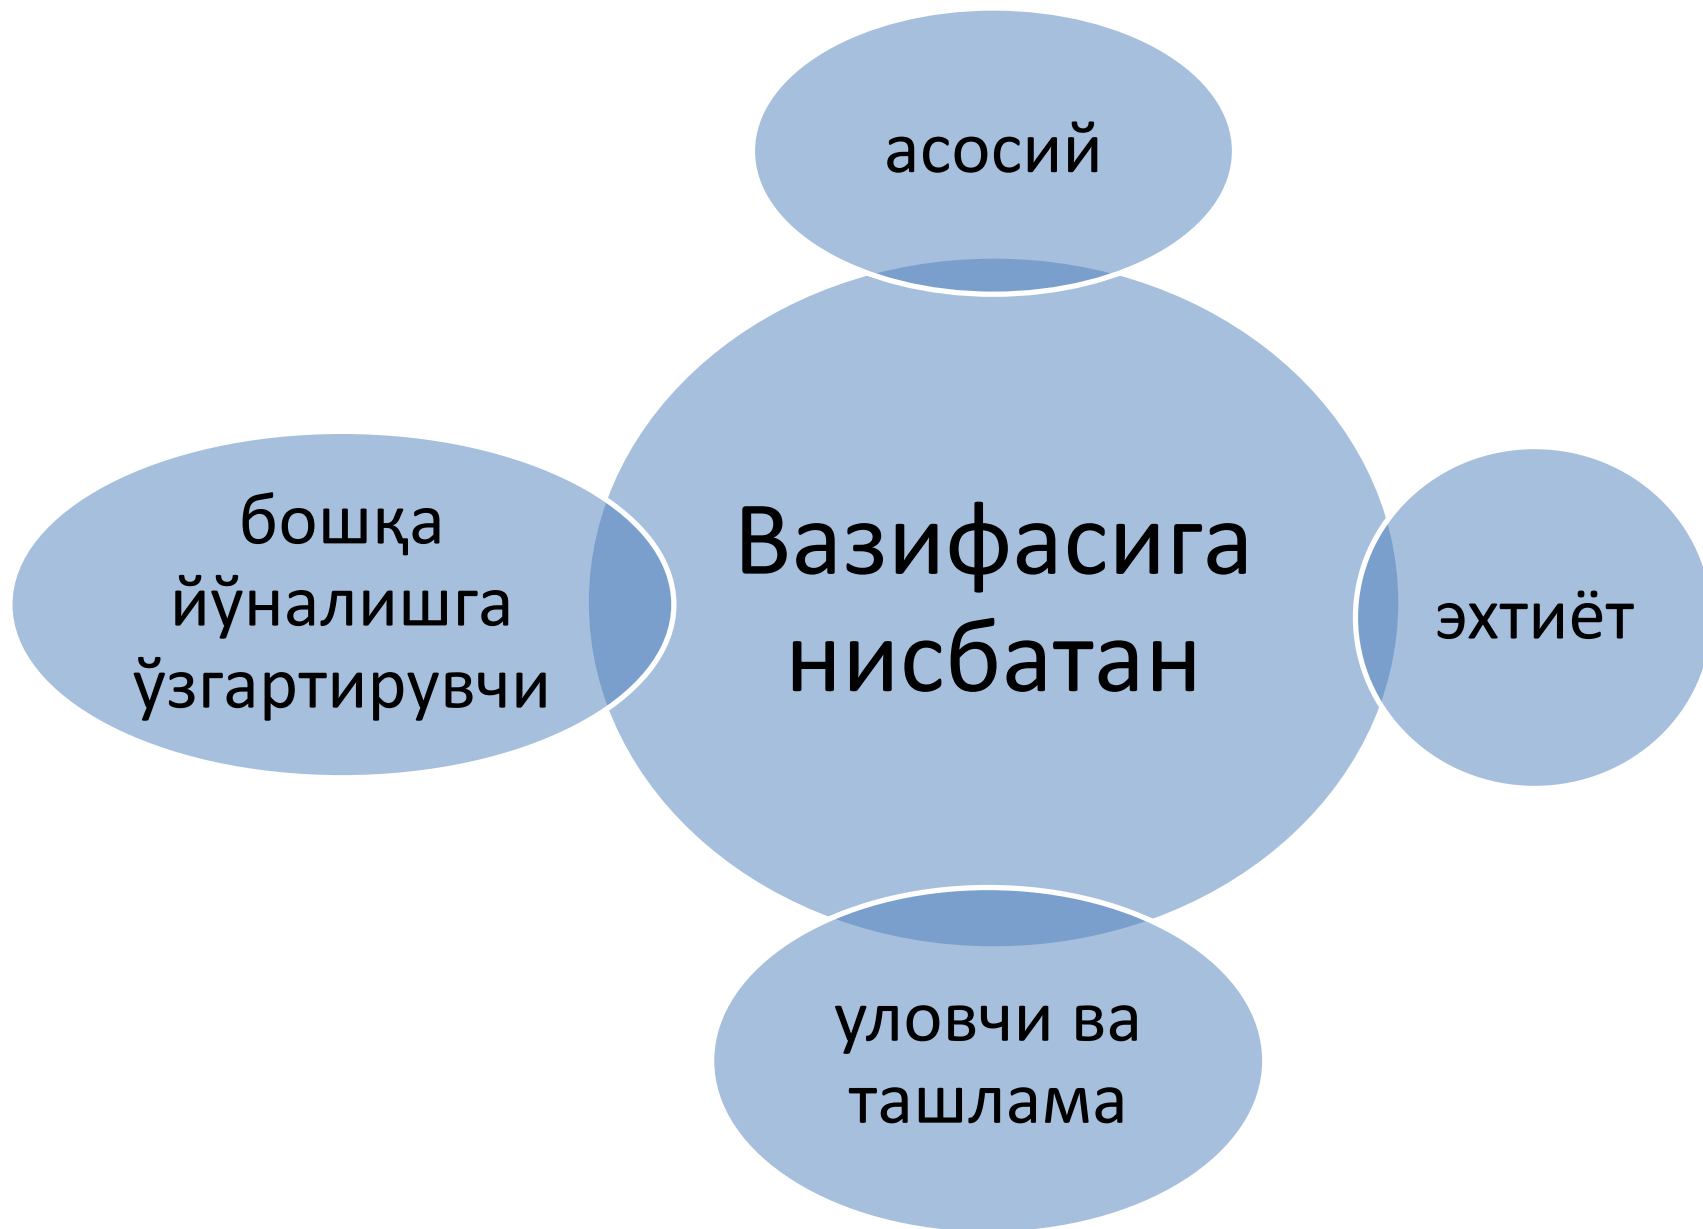 асосий
бошқа
йўналишга
ўзгартирувчи
Вазифасига
нисбатан
эхтиёт
уловчи ва
ташлама